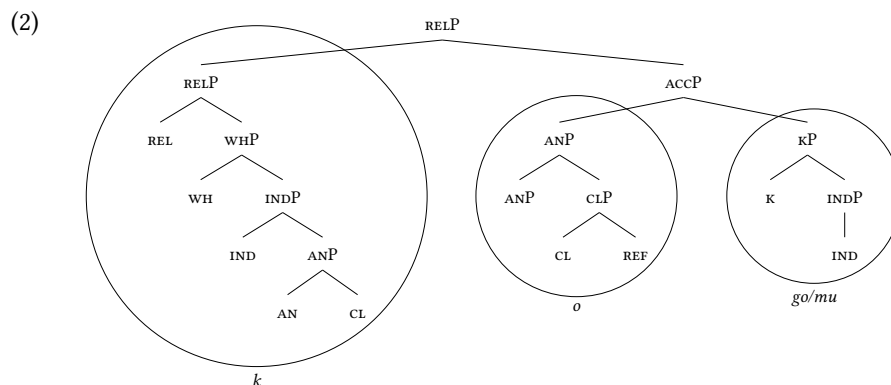 (2)
RELP
RELP ACCP
REL WHP ANP KP
WH INDP ANP CLP K INDP
IND ANP CL REF IND
AN CL
o go/mu
k